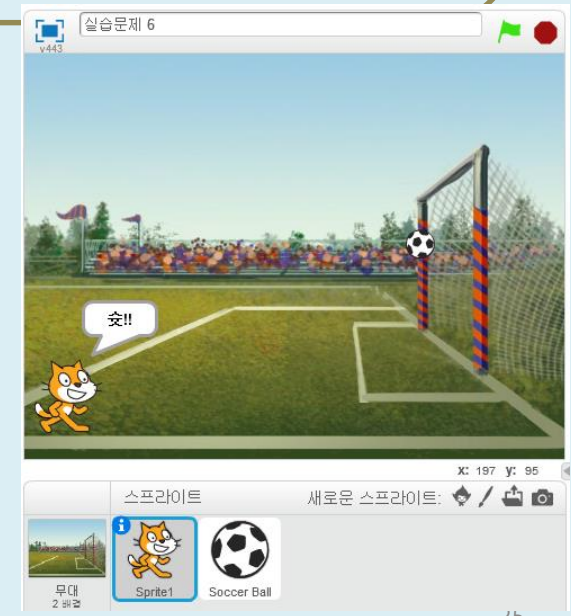 실습문제 6
v443
슛!!
x: 197 y: 95
스프라이트
새로운 스프라이트:
무대
2 배경
Sprite1
Soccer Ball